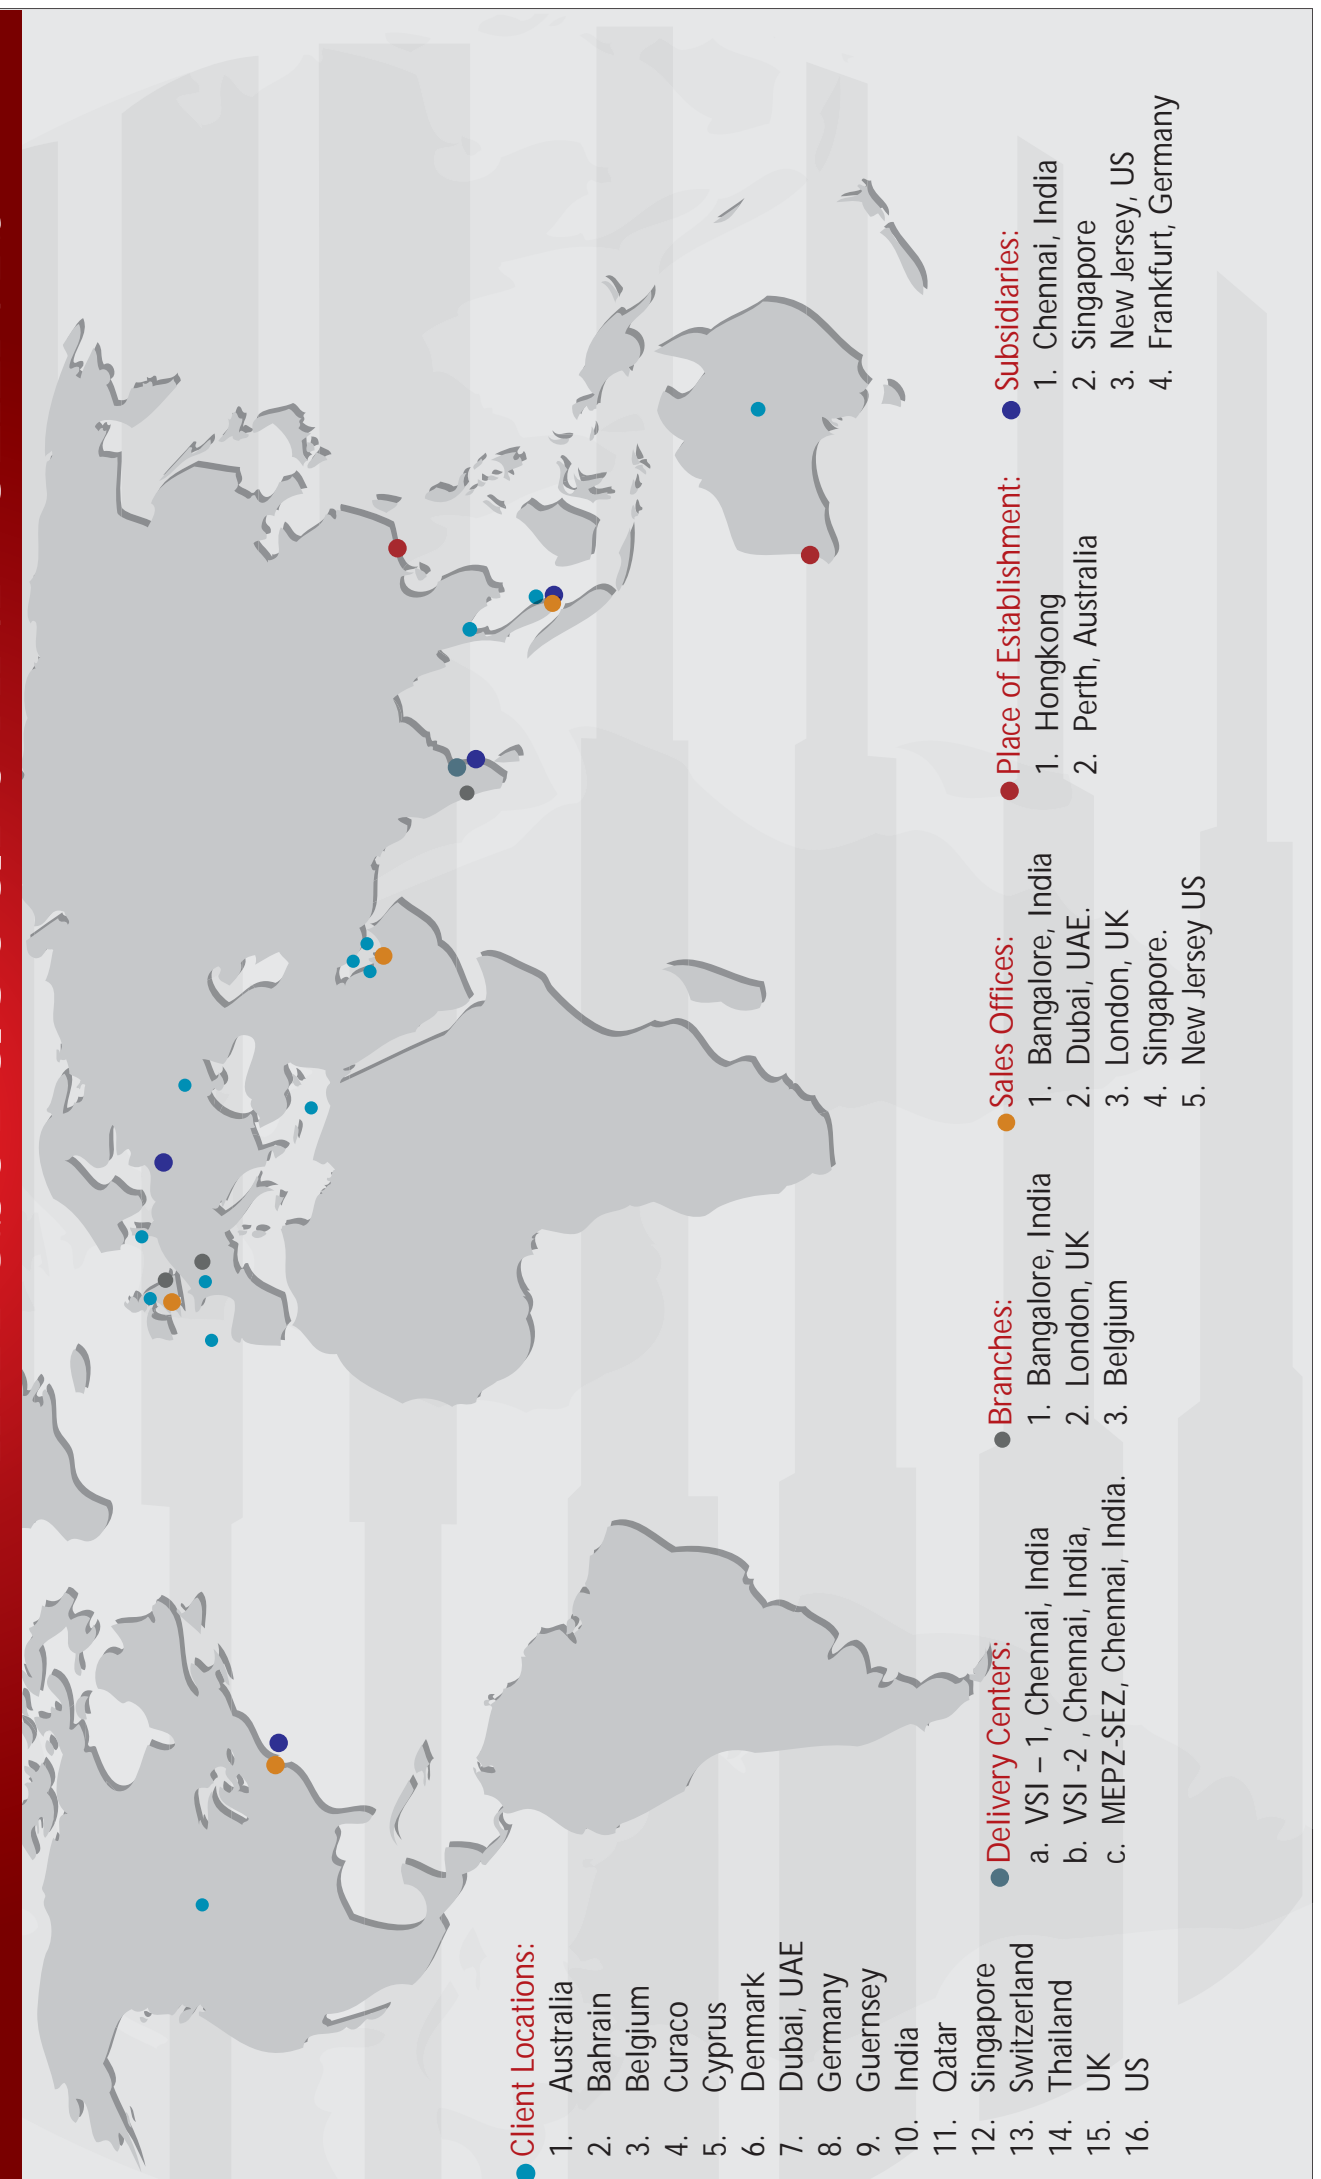 Client Locations:
1. Australia
2. Bahrain
3. Belgium
4. Curaco
5. Cyprus
6. Denmark
7. Dubai, UAE
8. Germany
9. Guernsey
10. India
11. Qatar
12. Singapore
13. Switzerland
14. Thailand
15. UK
16. US
Delivery Centers:
a. VSI – 1, Chennai, India
b. VSI -2 , Chennai, India,
c. MEPZ-SEZ, Chennai, India.
Branches:
1. Bangalore, India
2. London, UK
3. Belgium
Sales Offices:
1. Bangalore, India
2. Dubai, UAE.
3. London, UK
4. Singapore.
5. New Jersey US
Place of Establishment:
1. Hongkong
2. Perth, Australia
Subsidiaries:
1. Chennai, India
2. Singapore
3. New Jersey, US
4. Frankfurt, Germany